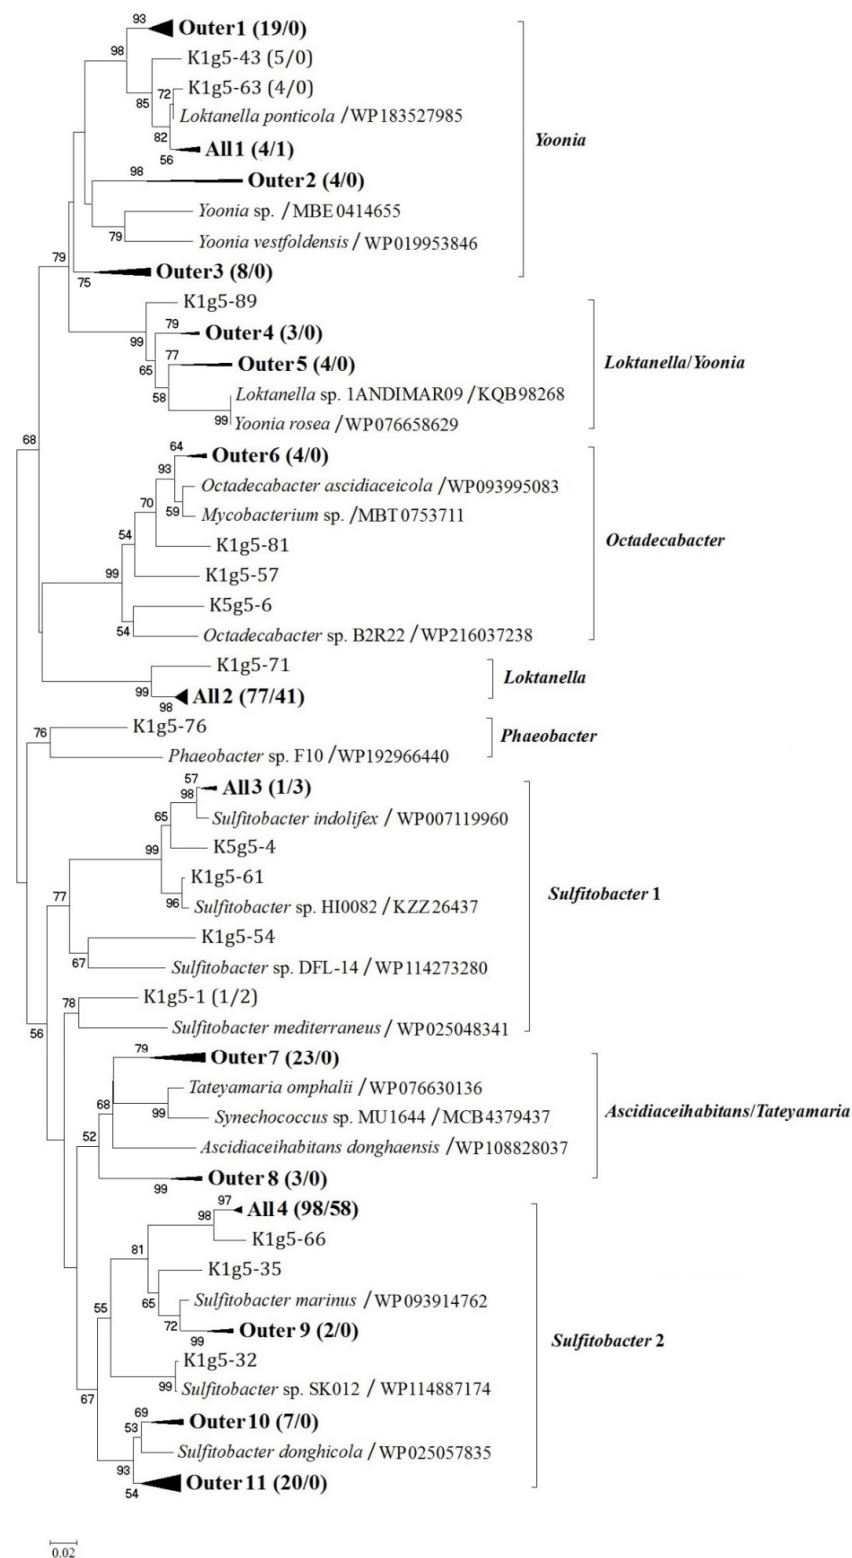 93
Outer1 (19/0)
98
K1g5-43 (5/0)
K1g5-63 (4/0)
72
85
Loktanella ponticola /WP183527985
82
All1 (4/1)
56
Yoonia
98
Outer2 (4/0)
Yoonia sp. /MBE0414655
79
Yoonia vestfoldensis/WP019953846
79
Outer3 (8/0)
75
K1g5-89
79
99
Outer4 (3/0)
77
65
Outer5 (4/0)
Loktanella/Yoonia
58
Loktanella sp. 1ANDIMAR09 /KQB98268
99
Yoonia rosea/WP076658629
68
64
Outer6 (4/0)
93
Octadecabacter ascidiaceicola /WP093995083
70
59
Mycobacterium sp. /MBT0753711
54
K1g5-81
Octadecabacter
99
K1g5-57
K5g5-6
54
Octadecabacter sp. B2R22/WP216037238
K1g5-71
99
Loktanella
All2 (77/41)
98
K1g5-76
76
Phaeobacter
Phaeobacter sp. F10/WP192966440
57
All3 (1/3)
98
65
Sulfitobacter indolifex/ WP007119960
99
K5g5-4
K1g5-61
77
96
Sulfitobacter sp. HI0082/KZZ26437
Sulfitobacter 1
K1g5-54
67
Sulfitobacter sp. DFL-14/WP114273280
78
K1g5-1 (1/2)
56
Sulfitobacter mediterraneus/WP025048341
79
Outer7 (23/0)
Tateyamaria omphalii/WP076630136
68
99
Synechococcus sp. MU1644 /MCB4379437
Ascidiaceihabitans/Tateyamaria
52
Ascidiaceihabitans donghaensis/WP108828037
Outer8 (3/0)
99
97
All4 (98/58)
98
K1g5-66
81
K1g5-35
65
Sulfitobacter marinus /WP093914762
55
72
Outer 9 (2/0)
99
Sulfitobacter 2
K1g5-32
99
Sulfitobacter sp. SK012 / WP114887174
67
69
Outer10 (7/0)
53
Sulfitobacter donghicola/WP025057835
93
Outer11 (20/0)
54
0.02